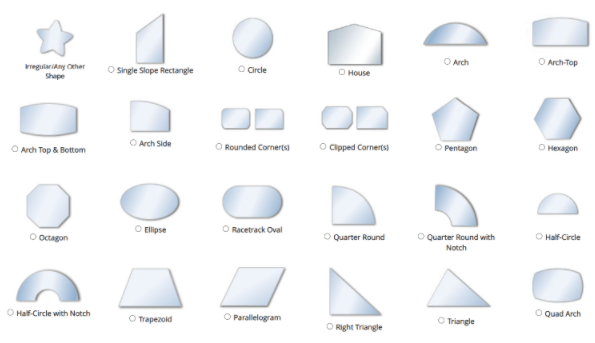 Irregular/Any Other
Shape
Single Slope Rectangle
Circle
House
Arch
Arch-Top
Arch Top & Bottom
Arch Side
Rounded Corner(s)
Clipped Corner(s)
Pentagon
Hexagon
Octagon
Ellipse
Racetrack Oval
Quarter Round
Quarter Round with
Notch
Half-Circle
Half-Circle with Notch
Trapezoid
Parallelogram
Right Triangle
Triangle
Quad Arch